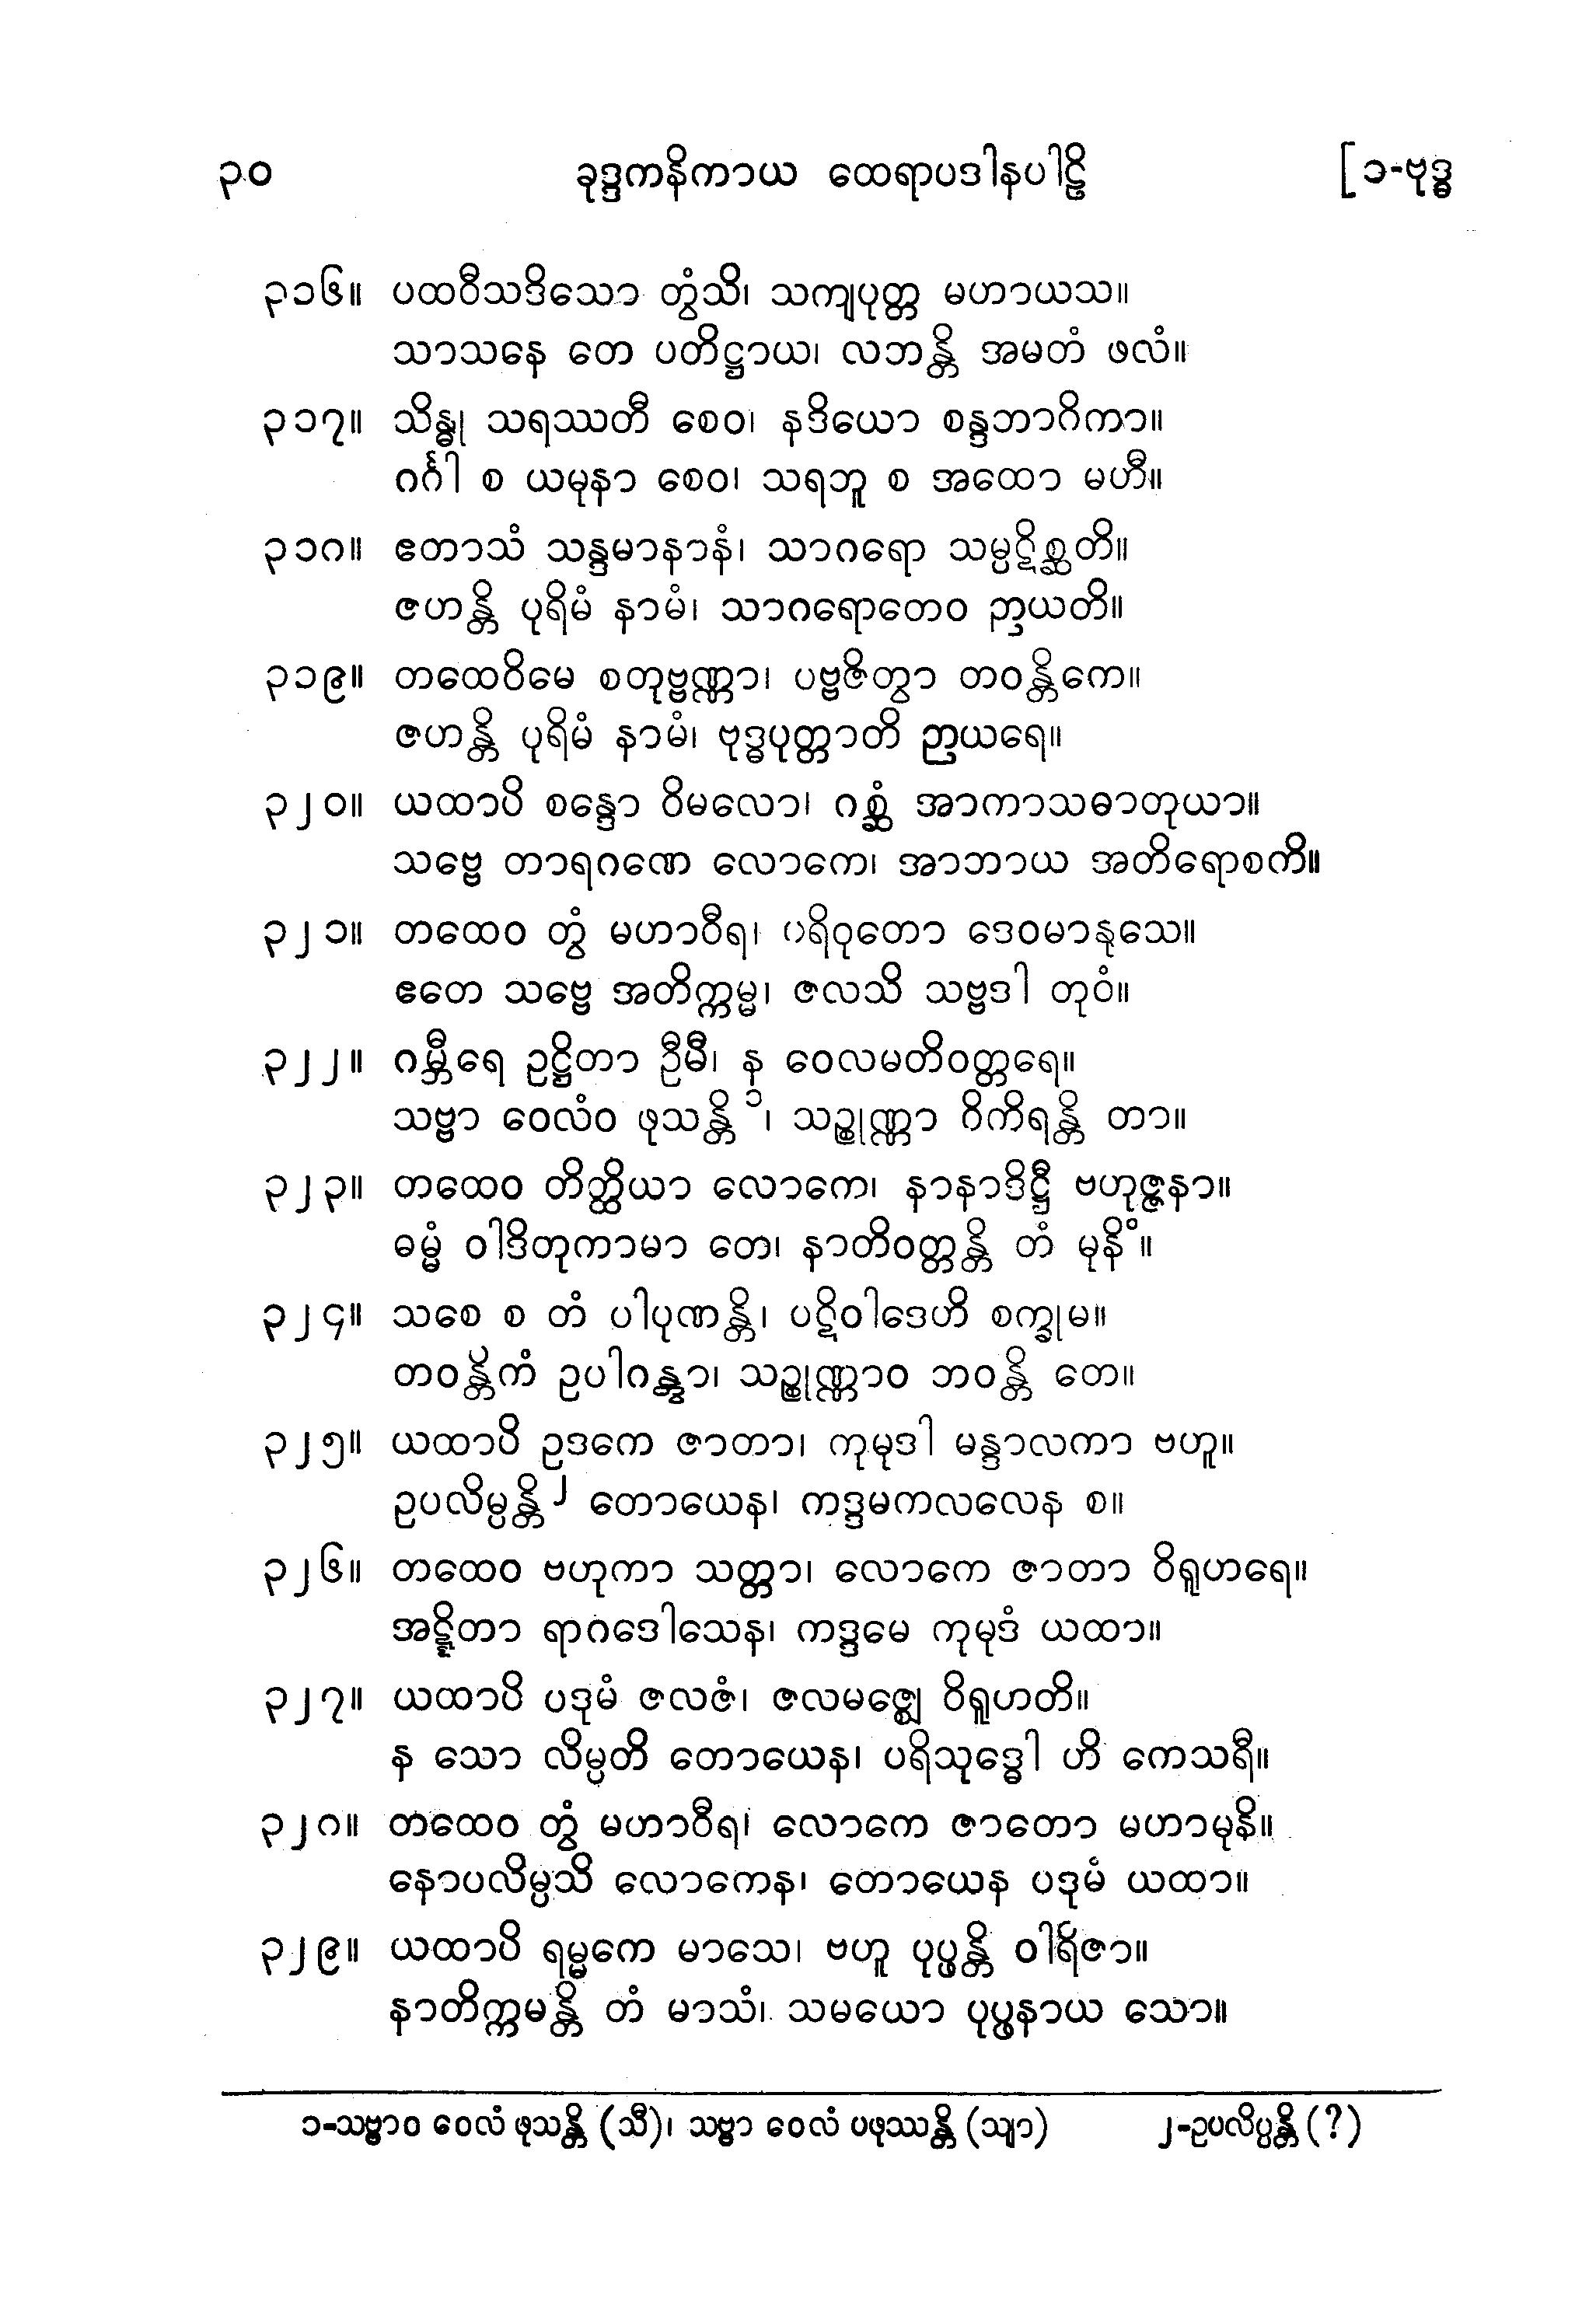 ၃၀ ခုဒ္ဒကနိကာယ ထေရာပဒါနပါဠိ [ ၁-ဗုဒ္ဓ
၃၁၆။ ပထဝီသဒိသော တွံသိ၊ သကျပုတ္တ မဟာယသ။
သာသနေ တေ ပတိဋ္ဌာယ၊ လဘန္တိ အမတံ ဖလံ။
၃၁၇။ သိန္ဓု သရဿတီ စေဝ၊ နဒိယော စန္ဒဘာဂိကာ။
ဂင်္ဂါ စ ယမုနာ စေဝ၊ သရဘူ စ အထော မဟီ။
၃၁၈။ ဧတာသံ သန္ဒမာနာနံ၊ သာဂရော သမ္ပဋိစ္ဆတိ။
ဇဟန္တိ ပုရိမံ နာမံ၊ သာဂရောတေဝ ဉာယတိ။
၃၁၉။ တထေဝိမေ စတုဗ္ဗဏ္ဏာ၊ ပဗ္ဗဇိတွာ တဝန္တိကေ။
ဇဟန္တိ ပုရိမံ နာမံ၊ ဗုဒ္ဓပုတ္တာတိ ဉာယရေ။
၃၂၀။ ယထာပိ စန္ဒော ဝိမလော၊ ဂစ္ဆံ အာကာသဓာတုယာ။
သဗ္ဗေ တာရဂဏေ လောကေ၊ အာဘာယ အတိရောစတိ။
၃၂၁။ တထေဝ တွံ မဟာဝီရ၊ ပရိဝုတော ဒေဝမာနုသေ။
ဧတေ သဗ္ဗေ အတိက္ကမ္မ၊ ဇလသိ သဗ္ဗဒါ တုဝံ။
၃၂၂။ ဂမ္ဘီရေ ဥဋ္ဌိတာ ဦမီ၊ န ဝေလမတိဝတ္တရေ။
သဗ္ဗာ ဝေလံဝ ဖုသန္တိ ၁၊ သဉ္စုဏ္ဏာ ဝိကိရန္တိ တာ။
၃၂၃။ တထေဝ တိတ္ထိယာ လောကေ၊ နာနာဒိဋ္ဌီ ဗဟုဇ္ဇနာ။
ဓမ္မံ ဝါဒိတုကာမာ တေ၊ နာတိဝတ္တန္တိ တံ မုနိံ။
၃၂၄။ သစေ စ တံ ပါပုဏန္တိ၊ ပဋိဝါဒေဟိ စက္ခုမ။
တဝန္တိကံ ဥပါဂန္တွာ၊ သဉ္စုဏ္ဏာဝ ဘဝန္တိ တေ။
၃၂၅။ ယထာပိ ဥဒကေ ဇာတာ၊ ကုမုဒါ မန္ဒာလကာ ဗဟူ။
ဥပလိမ္ပန္တိ ၂ တောယေန၊ ကဒ္ဒမကလလေန စ။
၃၂၆။ တထေဝ ဗဟုကာ သတ္တာ၊ လောကေ ဇာတာ ဝိရူဟရေ။
အဋ္ဋိတာ ရာဂဒေါသေန၊ ကဒ္ဒမေ ကုမုဒံ ယထာ။
၃၂၇။ ယထာပိ ပဒုမံ ဇလဇံ၊ ဇလမဇ္ဈေ ဝိရူဟတိ။
န သော လိမ္ပတိ တောယေန၊ ပရိသုဒ္ဓေါ ဟိ ကေသရီ။
၃၂၈။ တထေဝ တွံ မဟာဝီရ၊ လောကေ ဇာတော မဟာမုနိ။
နောပလိမ္ပသိ လောကေန၊ တောယေန ပဒုမံ ယထာ။
၃၂၉။ ယထာပိ ရမ္မကေ မာသေ၊ ဗဟူ ပုပ္ဖန္တိ ဝါရိဇာ။
နာတိက္ကမန္တိ တံ မာသံ၊ သမယော ပုပ္ဖနာယ သော။
၁-သဗ္ဗာဝ ဝေလံ ဖုသန္တိ (သီ)၊ သဗ္ဗာ ဝေလံ ပဖုဿန္တိ (သျာ) ၂-ဥပလိပ္ပန္တိ (?)